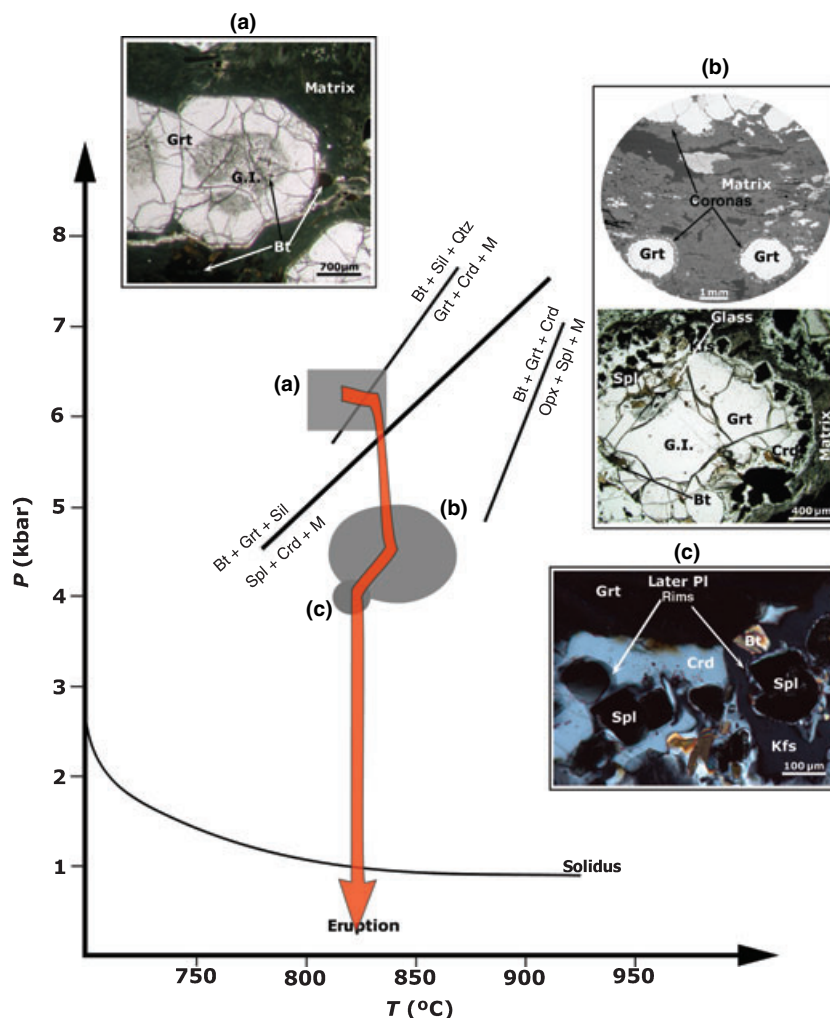 (a)
Matrix
Grt
G.I.
Bt
700µm
(b)
Matrix
Coronas
Grt
Grt
1mm
Glass
Kfs
Spl
Grt
G.I.
Matrix
Crd
Bt
400 µm
(c)
Later Pl
Rims
Grt
Bt
Crd
Spl
Spl
Kfs
100 µm
8
7
6
5
4
3
2
1
P (kbar)
Bt + Sil + Qtz
Grt + Crd + M
Bt + Grt + Crd
Opx + Spl + M
Bt + Grt + Sil
Spl + Crd + M
(a)
(b)
(c)
Solidus
Eruption
750
800
850
900
950
T (ºC)